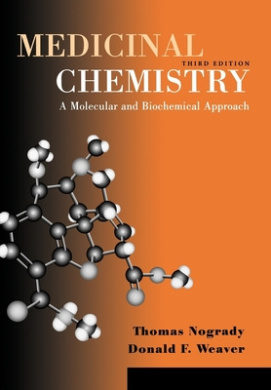 MEDICINAL
THIRD EDITION
CHEMISTRY
A Molecular and Biochemical Approach
Thomas Nogrady
Donald F. Weaver